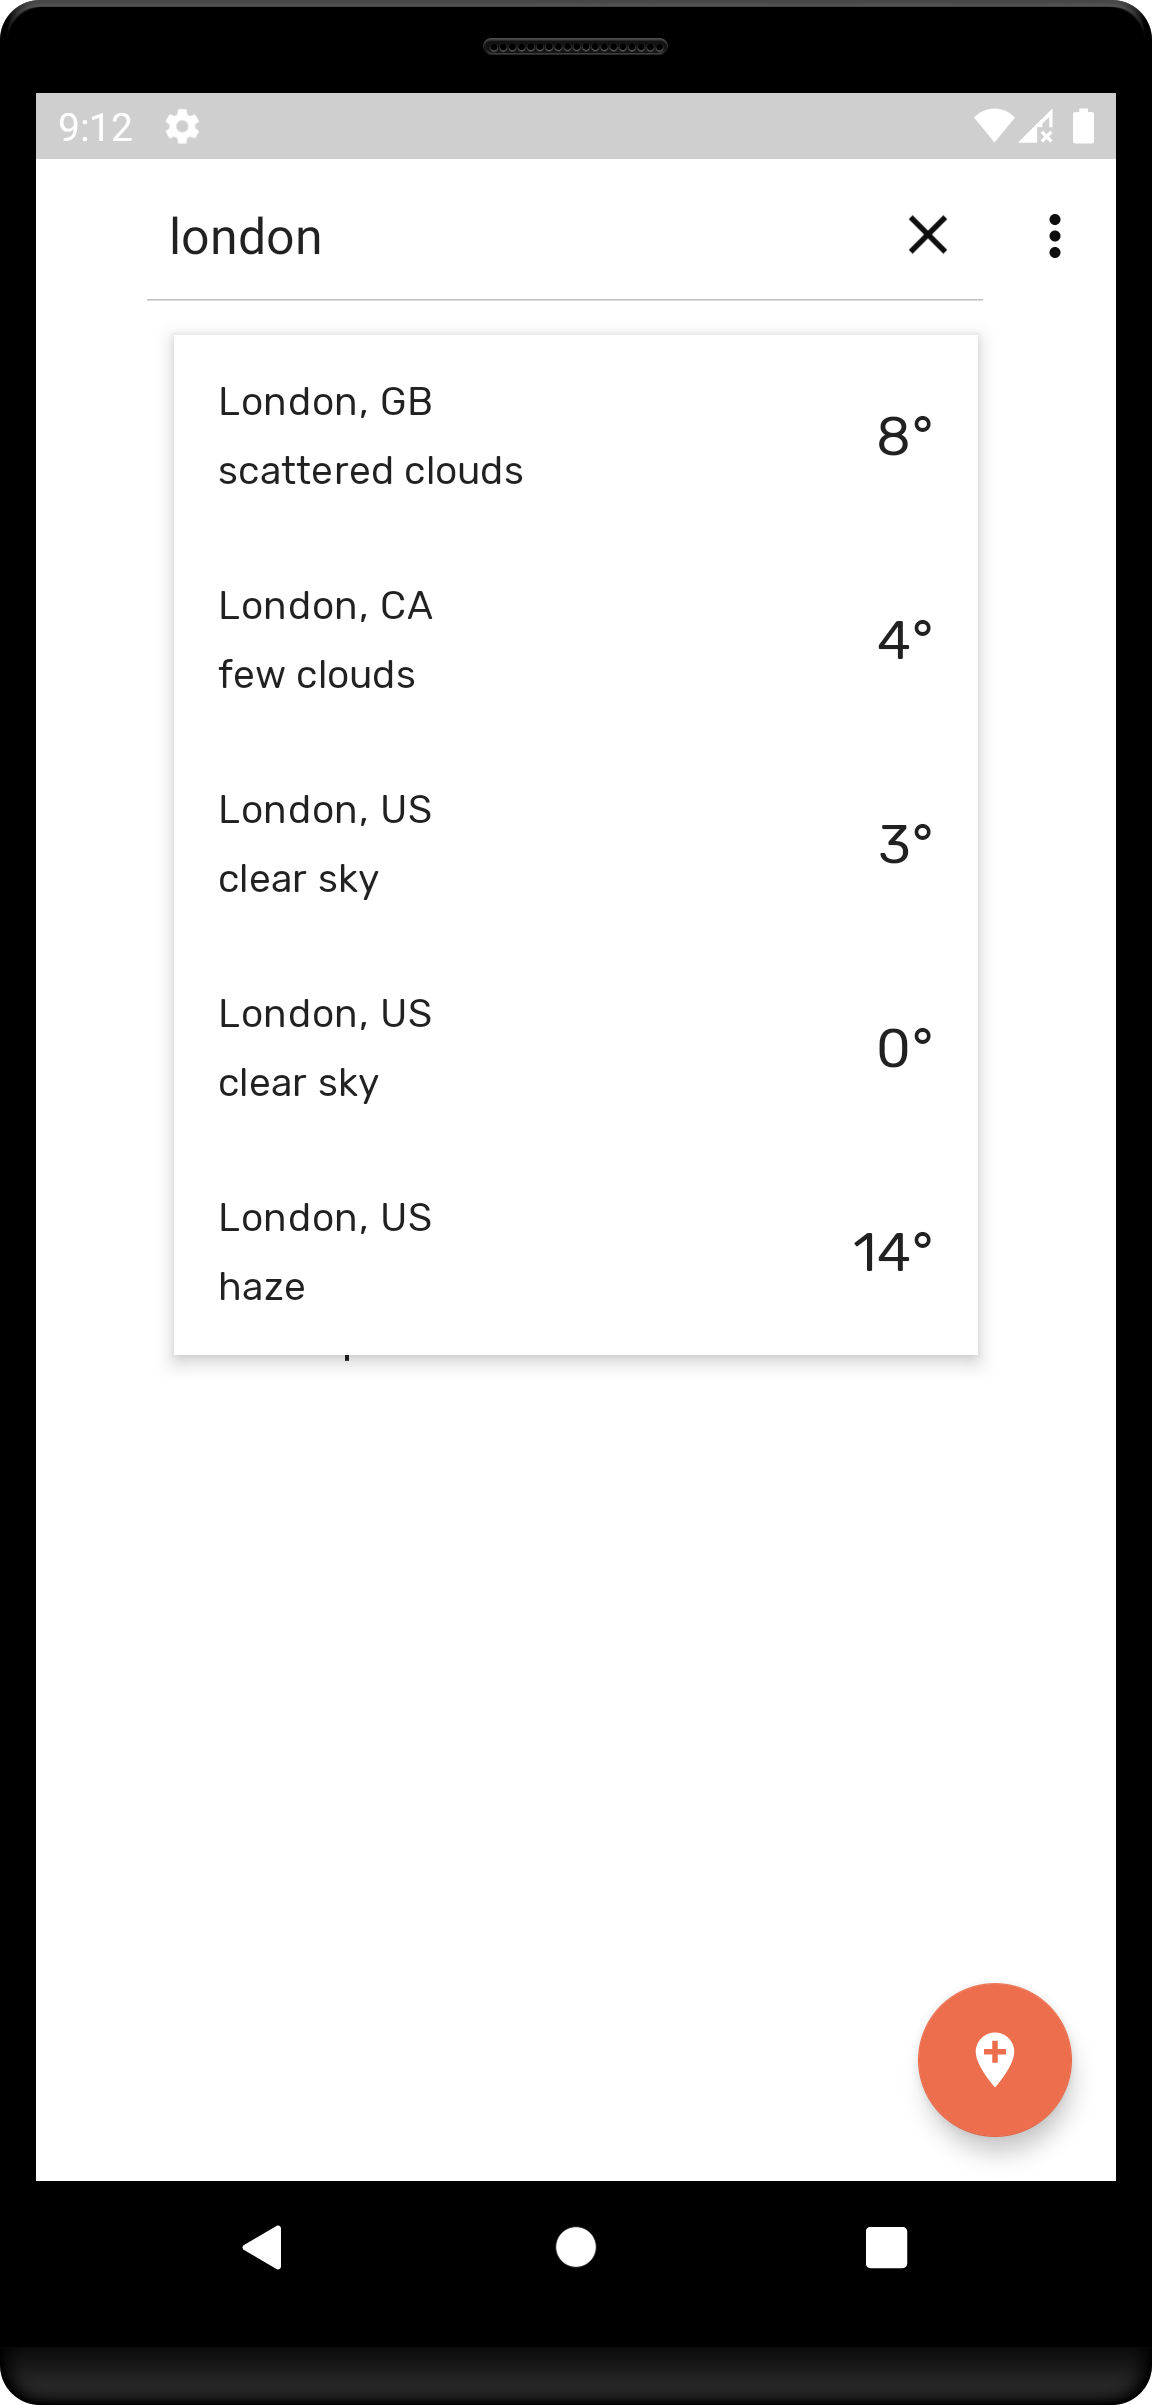 9:12
london
London, GB
8°
scattered clouds
London, CA
4°
few clouds
London, US
3°
clear sky
London, US
0°
clear sky
London, US
14°
haze